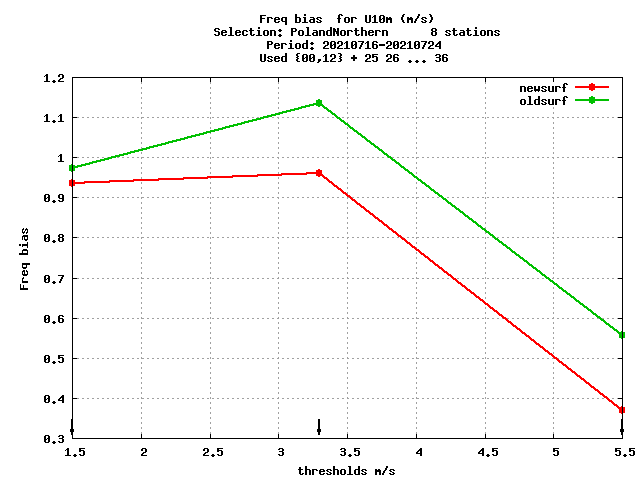 Freq bias  for U10m (m/s)
Selection: PolandNorthern      8 stations
Period: 20210716-20210724
Used {00,12} + 25 26 ... 36
newsurf
oldsurf
1.2
1.1
1
0.9
0.8
0.7
0.6
0.5
0.4
0.3
Freq bias
1.5 2 2.5 3 3.5 4 4.5 5 5.5
thresholds m/s